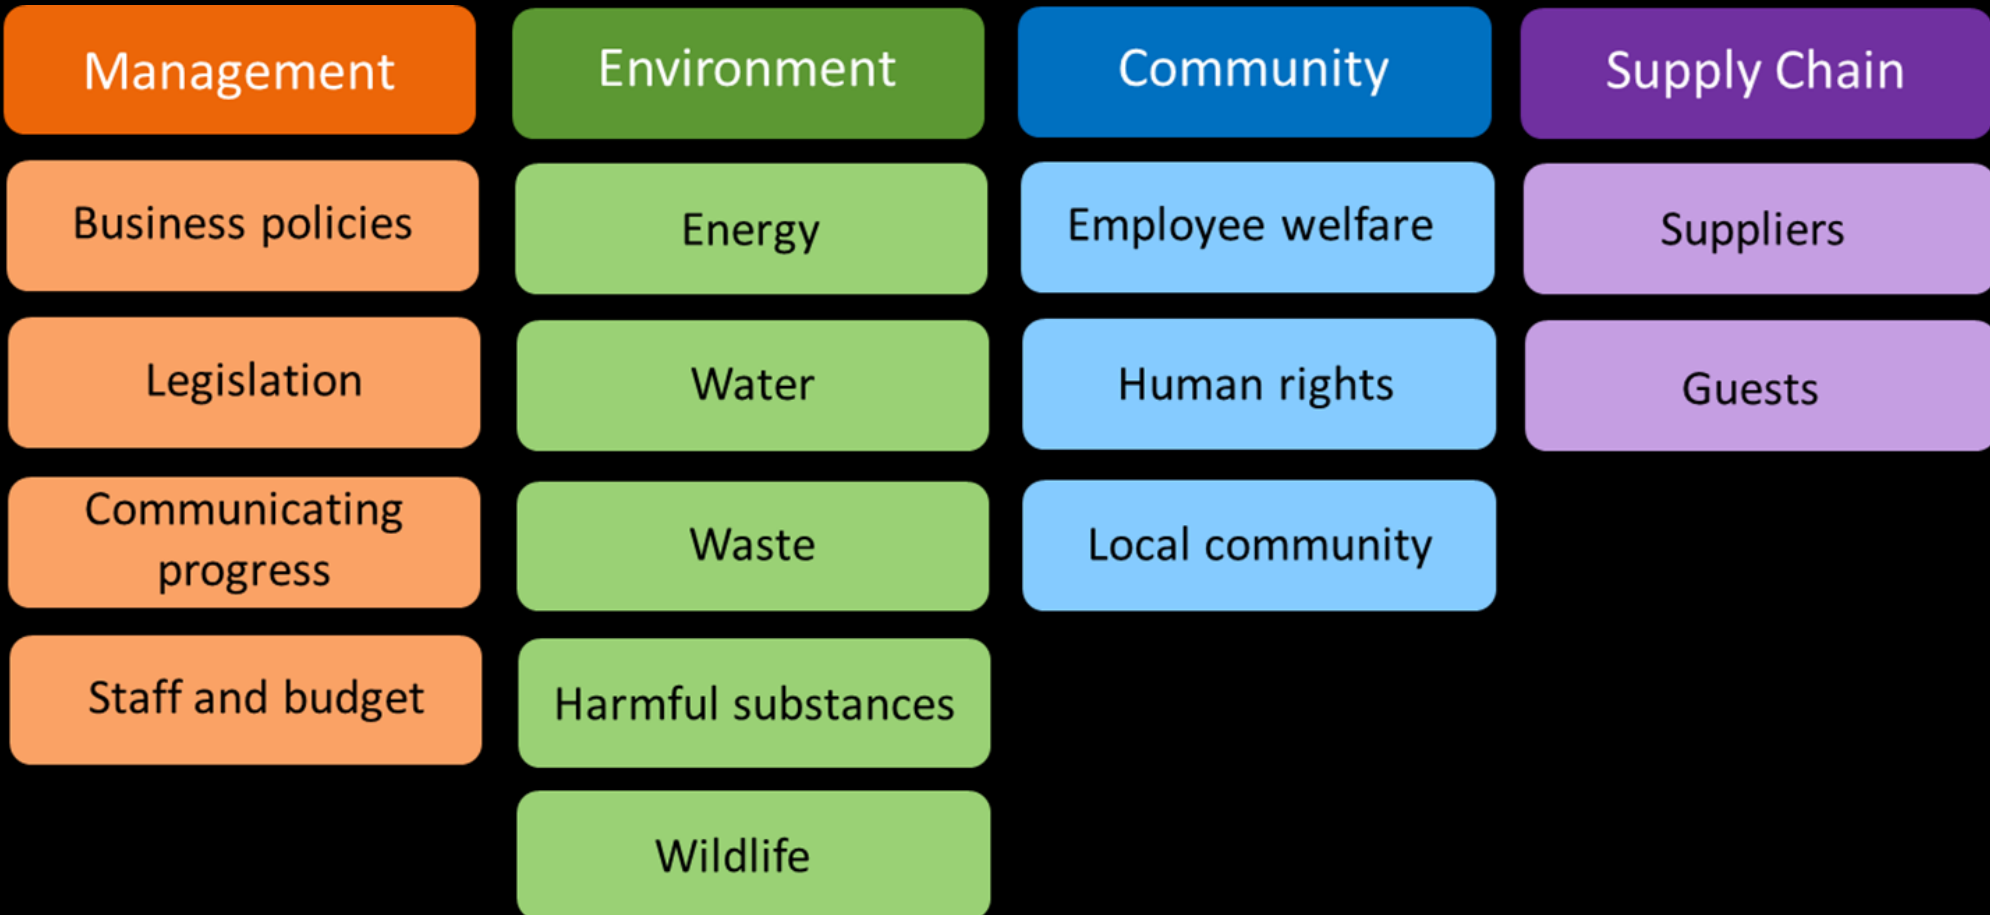 Management
Business policies
Legislation
Communicating
progress
Staff and budget
Environment
Energy
Water
Waste
Harmful substances
Wildlife
Community
Employee welfare
Human rights
Local community
Supply Chain
Suppliers
Guests